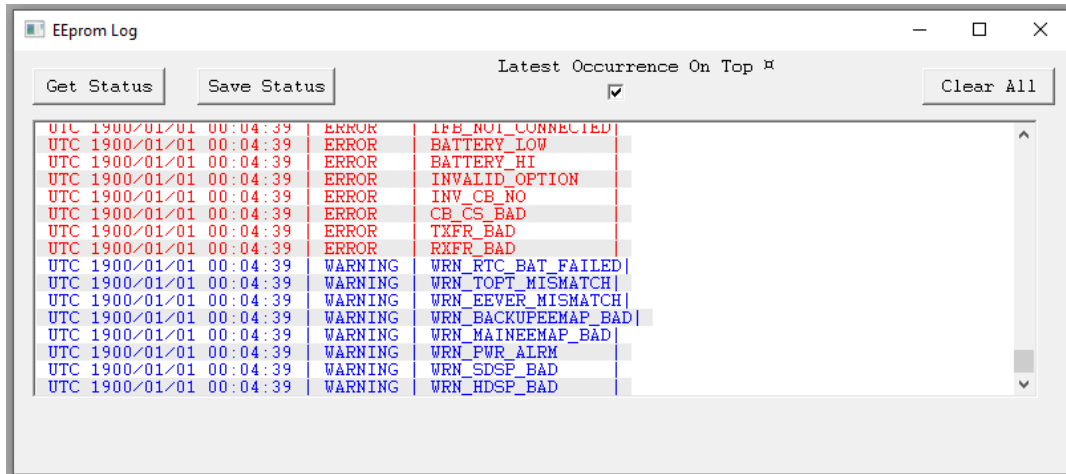 EEprom Log
Latest Occurrence On Top ¤
Get Status Save Status Clear All
UTC 1900/01/01 00:04:39 | ERROR | IFB_NOT_CONNECTED|
UTC 1900/01/01 00:04:39 | ERROR | BATTERY_LOW |
UTC 1900/01/01 00:04:39 | ERROR | BATTERY_HI |
UTC 1900/01/01 00:04:39 | ERROR | INVALID_OPTION |
UTC 1900/01/01 00:04:39 | ERROR | INV_CB_NO |
UTC 1900/01/01 00:04:39 | ERROR | CB_CS_BAD |
UTC 1900/01/01 00:04:39 | ERROR | TXFR_BAD |
UTC 1900/01/01 00:04:39 | ERROR | RXFR_BAD |
UTC 1900/01/01 00:04:39 | WARNING | WRN_RTC_BAT_FAILED|
UTC 1900/01/01 00:04:39 | WARNING | WRN_TOPT_MISMATCH|
UTC 1900/01/01 00:04:39 | WARNING | WRN_EEVER_MISMATCH|
UTC 1900/01/01 00:04:39 | WARNING | WRN_BACKUPEEMAP_BAD|
UTC 1900/01/01 00:04:39 | WARNING | WRN_MAINEEMAP_BAD|
UTC 1900/01/01 00:04:39 | WARNING | WRN_PWR_ALRM |
UTC 1900/01/01 00:04:39 | WARNING | WRN_SDSP_BAD |
UTC 1900/01/01 00:04:39 | WARNING | WRN_HDSP_BAD |